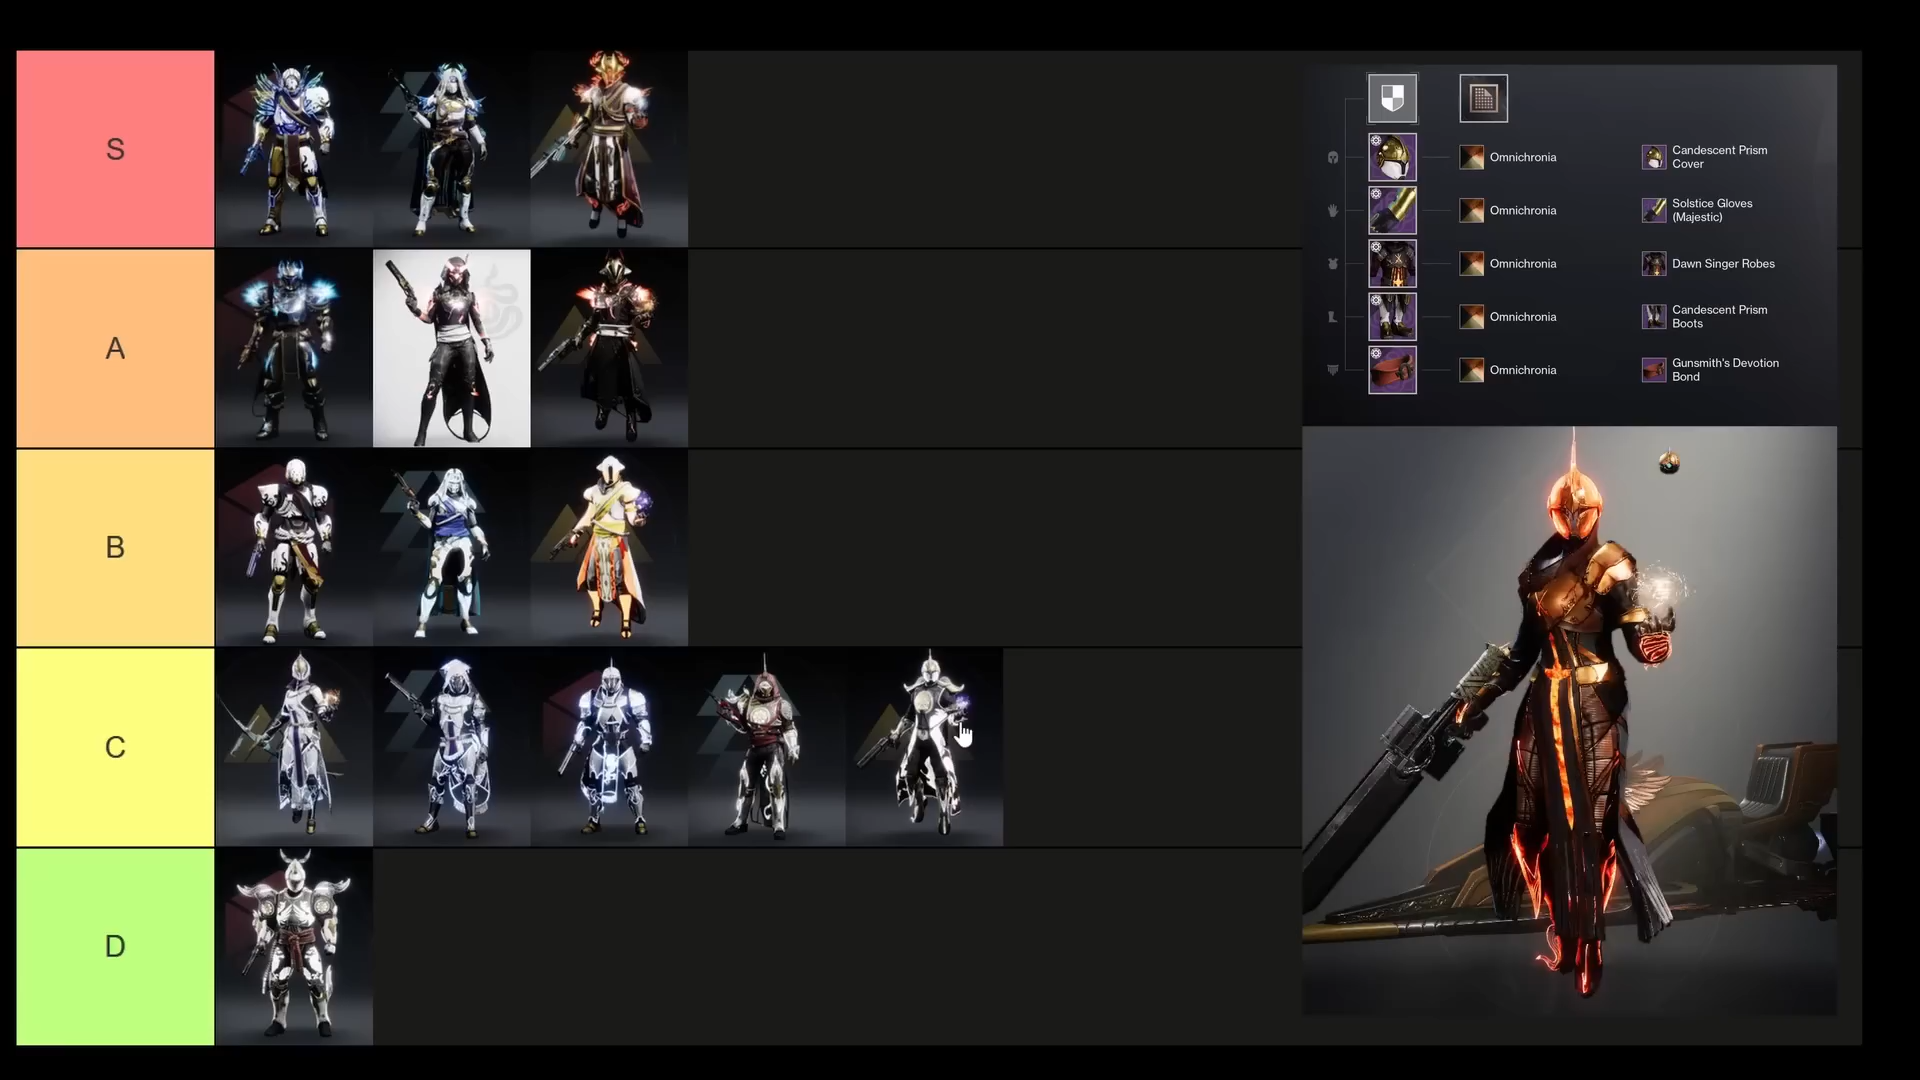 S
A
B
C
D
Omnichronia
Candescent Prism
Cover
Omnichronia
Solstice Gloves
(Majestic)
Omnichronia
Dawn Singer Robes
Omnichronia
Candescent Prism
Boots
Omnichronia
Gunsmith's Devotion
Bond